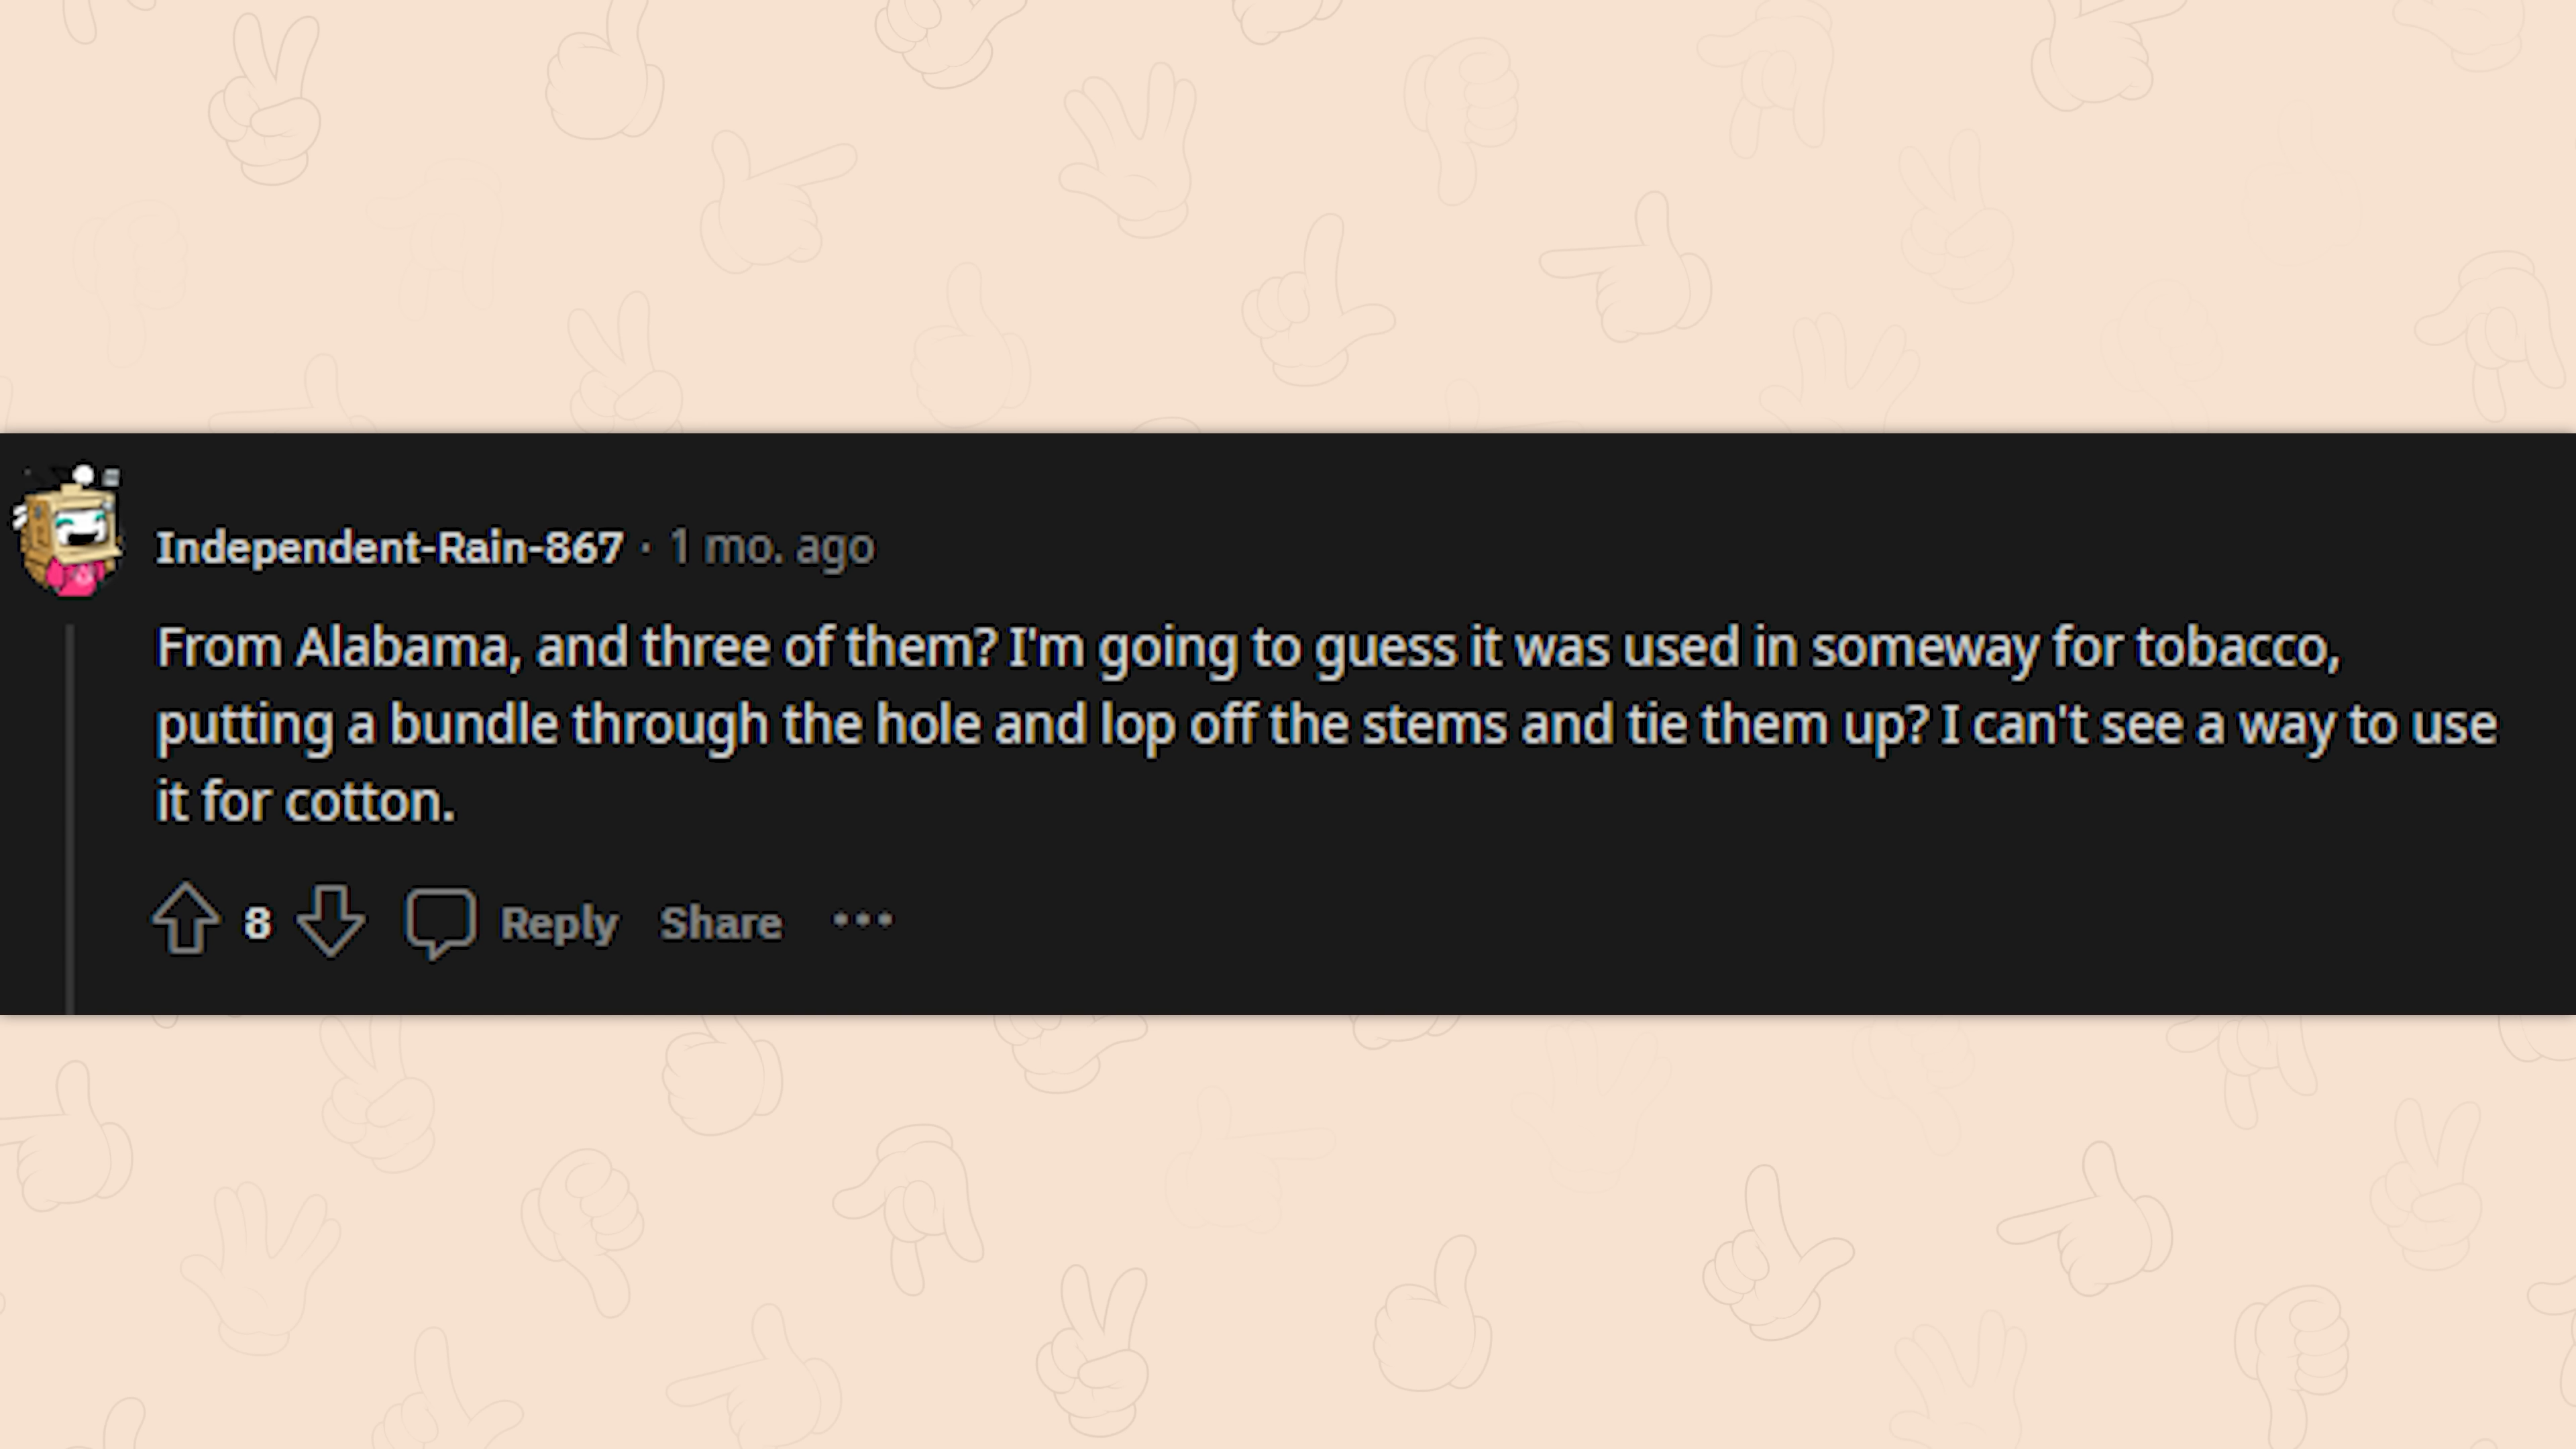 Independent-Rain-867 · 1 mo. ago
From Alabama, and three of them? I'm going to guess it was used in someway for tobacco,
putting a bundle through the hole and lop off the stems and tie them up? I can't see a way to use
it for cotton.
8 Reply Share ···